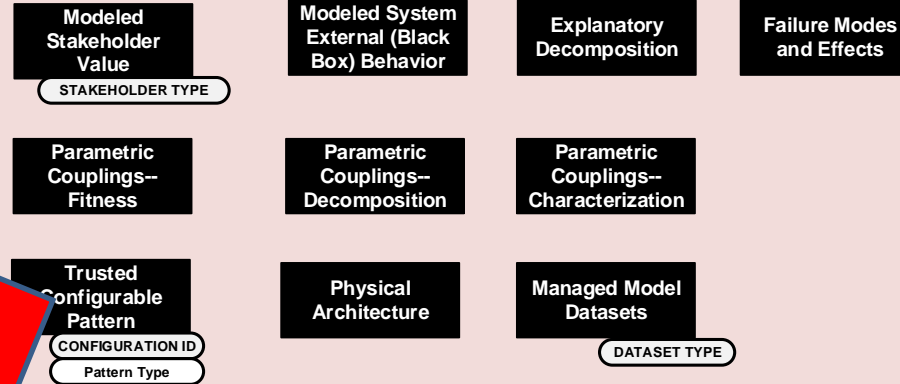 Modeled
Stakeholder
Value
STAKEHOLDER TYPE
Modeled System
External (Black
Box) Behavior
Explanatory
Decomposition
Failure Modes
and Effects
Parametric
Couplings--
Fitness
Parametric
Couplings--
Decomposition
Parametric
Couplings--
Characterization
Trusted
Configurable
Pattern
CONFIGURATION ID
Pattern Type
Physical
Architecture
Managed Model
Datasets
DATASET TYPE